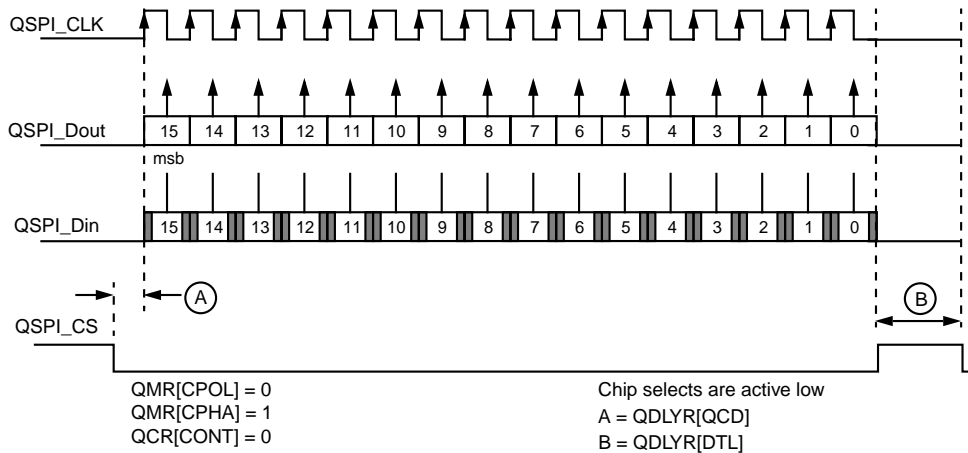 QSPI_CLK
QSPI_Dout
15 14 13 12 11 10 9 8 7 6 5 4 3 2 1 0
msb
QSPI_Din
15 14 13 12 11 10 9 8 7 6 5 4 3 2 1 0
A
B
QSPI_CS
QMR[CPOL] = 0
QMR[CPHA] = 1
QCR[CONT] = 0
Chip selects are active low
A = QDLYR[QCD]
B = QDLYR[DTL]